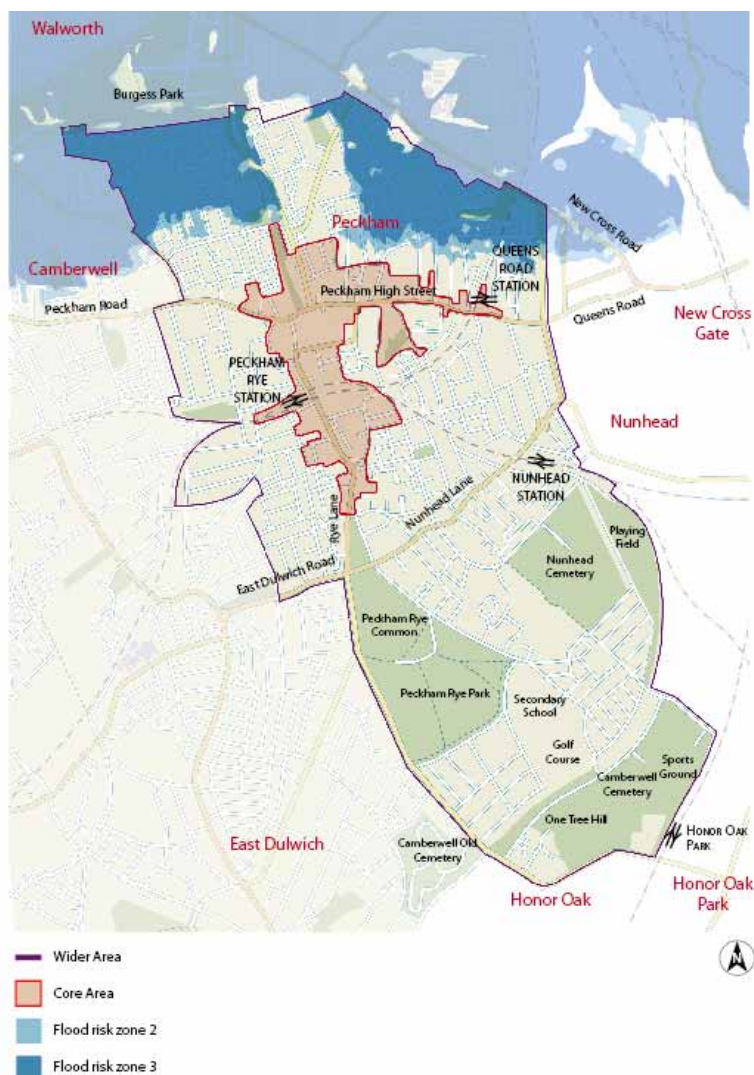 Walworth
Burgess Park
New Cross Road
Peckham
Camberwell
QUEENS
ROAD
STATION
Peckham High Street
Peckham Road
Queens Road
New Cross
Gate
PECKHAM
RYE
STATION
Nunhead
NUNHEAD
STATION
Nunhead Lane
Rye Lane
Playing
Field
Nunhead
Cemetery
East Dulwich Road
Peckham Rye
Common
Peckham Rye Park
Secondary
School
Golf
Course
Sports
Ground
Camberwell
Cemetery
One Tree Hill
HONOR OAK
PARK
East Dulwich
Camberwell Old
Cemetery
Honor Oak
Honor Oak
Park
N
Wider Area
Core Area
Flood risk zone 2
Flood risk zone 3